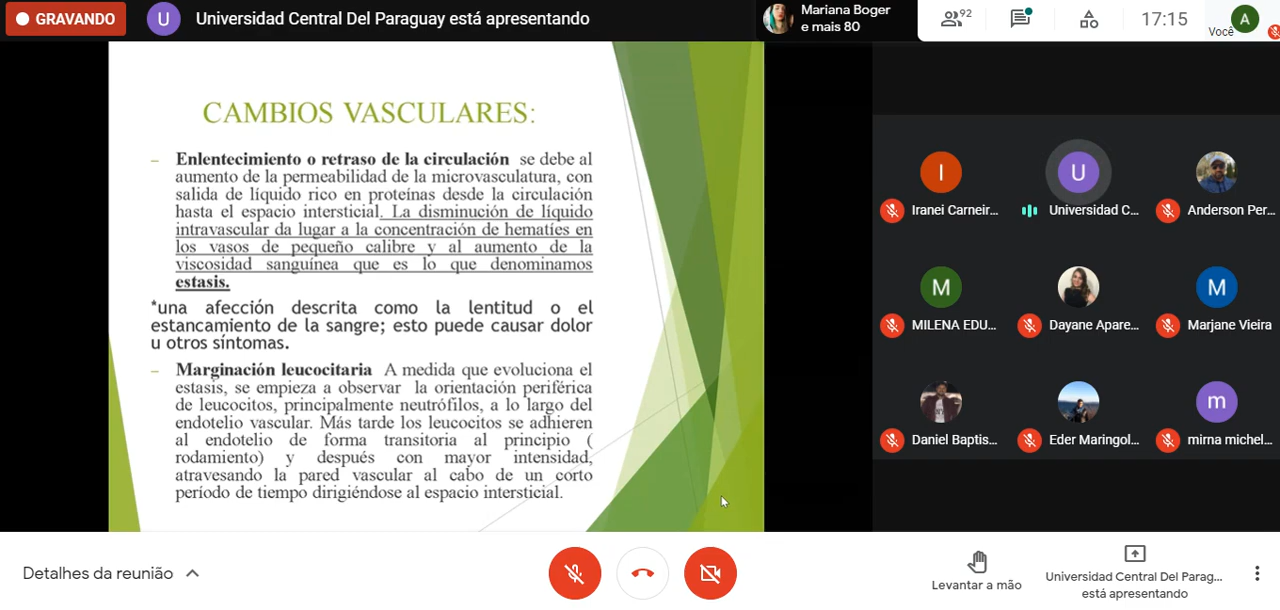 GRAVANDO
U
Universidad Central Del Paraguay está apresentando
Mariana Boger
e mais 80
92
17:15
Você
A
CAMBIOS VASCULARES:
– Enlentecimiento o retraso de la circulación se debe al
aumento de la permeabilidad de la microvasculatura, con
salida de líquido rico en proteínas desde la circulación
hasta el espacio intersticial. La disminución de líquido
intravascular da lugar a la concentración de hematíes en
los vasos de pequeño calibre y al aumento de la
viscosidad sanguínea que es lo que denominamos
estasis.
*una afección descrita como la lentitud o el
estancamiento de la sangre; esto puede causar dolor
u otros síntomas.
– Marginación leucocitaria A medida que evoluciona el
estasis, se empieza a observar la orientación periférica
de leucocitos, principalmente neutrófilos, a lo largo del
endotelio vascular. Más tarde los leucocitos se adhieren
al endotelio de forma transitoria al principio (
rodamiento) y después con mayor intensidad,
atravesando la pared vascular al cabo de un corto
período de tiempo dirigiéndose al espacio intersticial.
I
Iranei Carneir...
U
Universidad C...
Anderson Per...
M
MILENA EDU...
Dayane Apare...
M
Marjane Vieira
Daniel Baptis...
Eder Maringol...
m
mirna michel...
Detalhes da reunião
Levantar a mão
Universidad Central Del Parag...
está apresentando